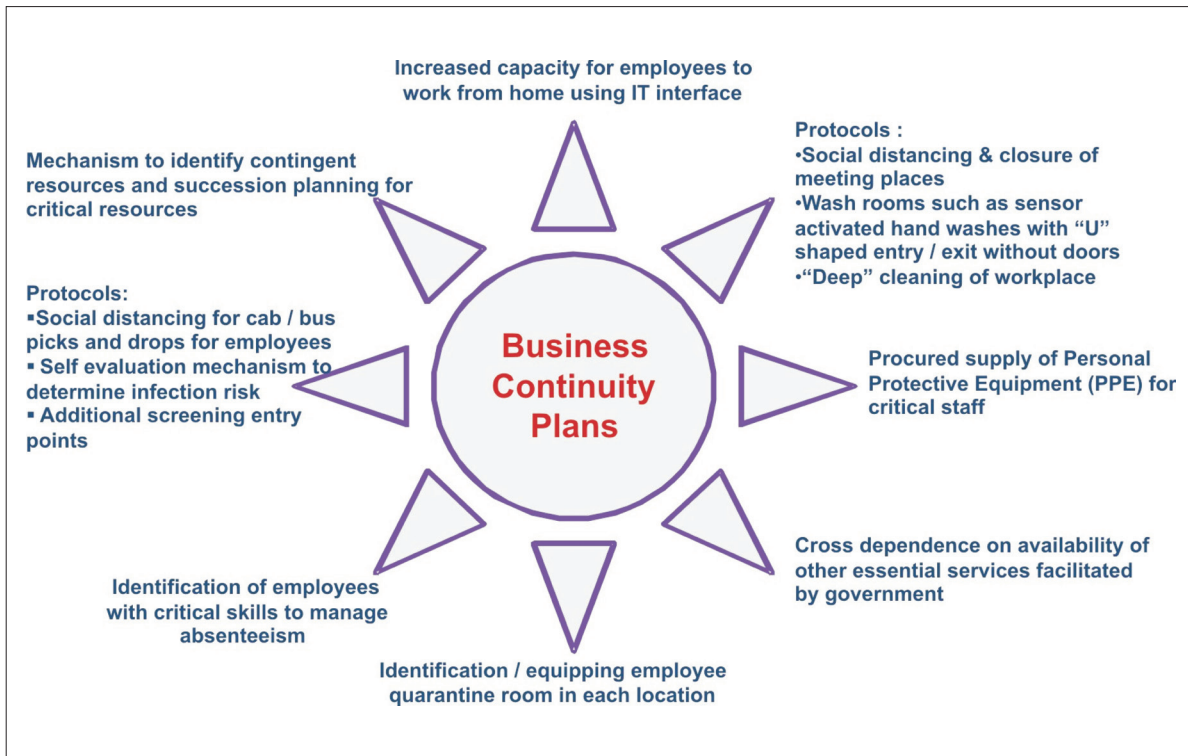 Increased capacity for employees to
work from home using IT interface
Protocols :
•Social distancing & closure of
meeting places
•Wash rooms such as sensor
activated hand washes with “U”
shaped entry / exit without doors
•“Deep” cleaning of workplace
Mechanism to identify contingent
resources and succession planning for
critical resources
Protocols:
▪Social distancing for cab / bus
picks and drops for employees
▪ Self evaluation mechanism to
determine infection risk
▪ Additional screening entry
points
Business
Continuity
Plans
Procured supply of Personal
Protective Equipment (PPE) for
critical staff
Cross dependence on availability of
other essential services facilitated
by government
Identification of employees
with critical skills to manage
absenteeism
Identification / equipping employee
quarantine room in each location